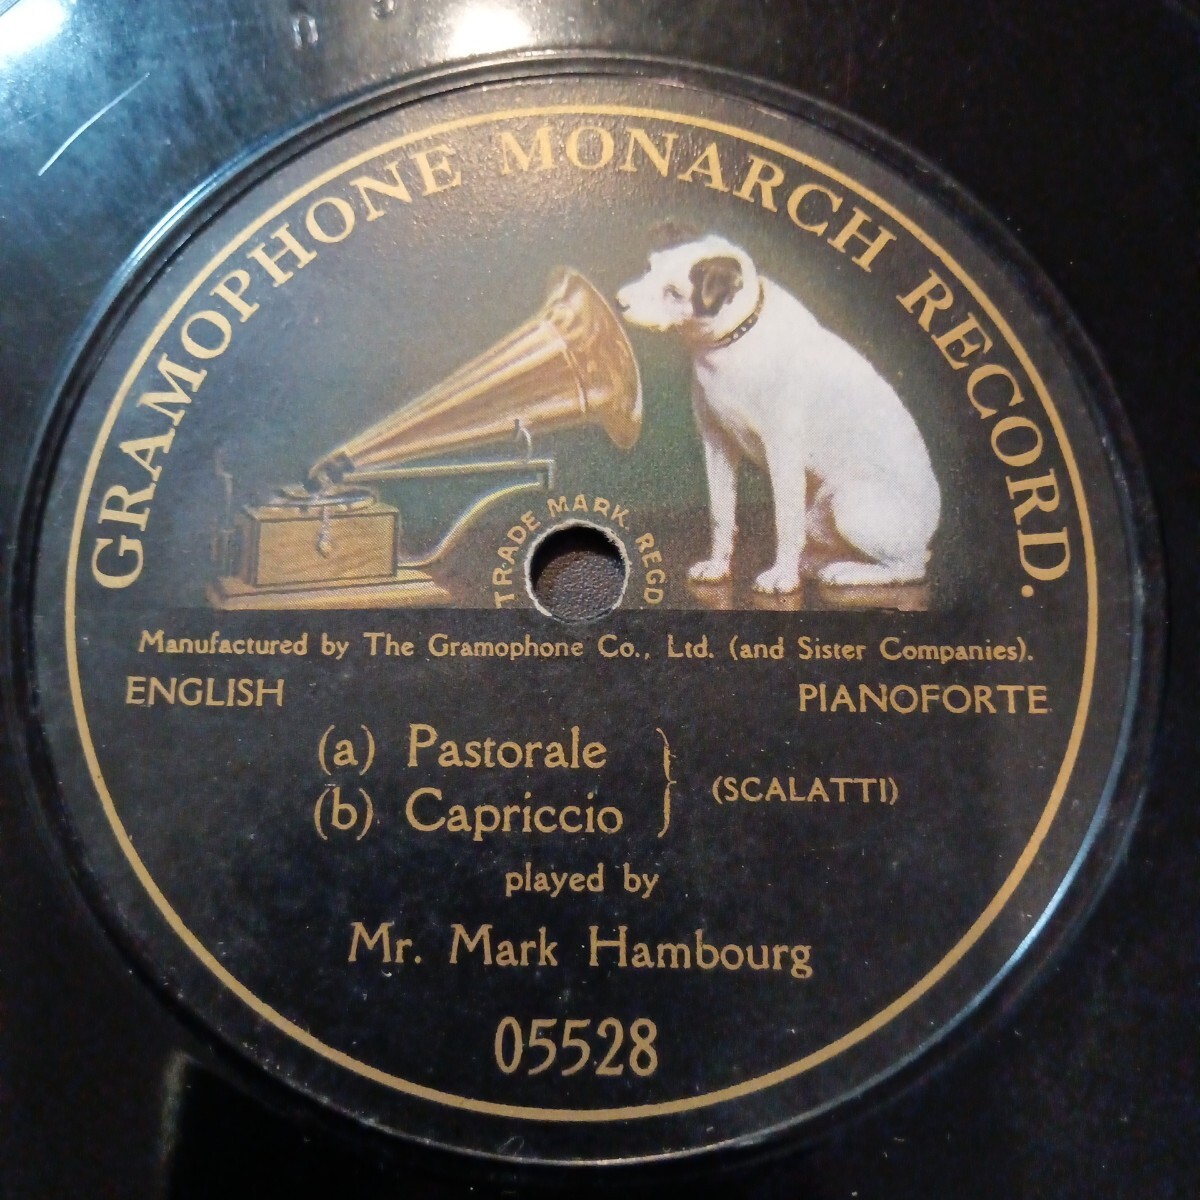 GRAMOPHONE MONARCH RECORD.
TRADE MARK. REGD
Manufactured by The Gramophone Co., Ltd. (and Sister Companies).
ENGLISH PIANOFORTE
(a) Pastorale
(b) Capriccio } (SCALATTI)
played by
Mr. Mark Hambourg
05528